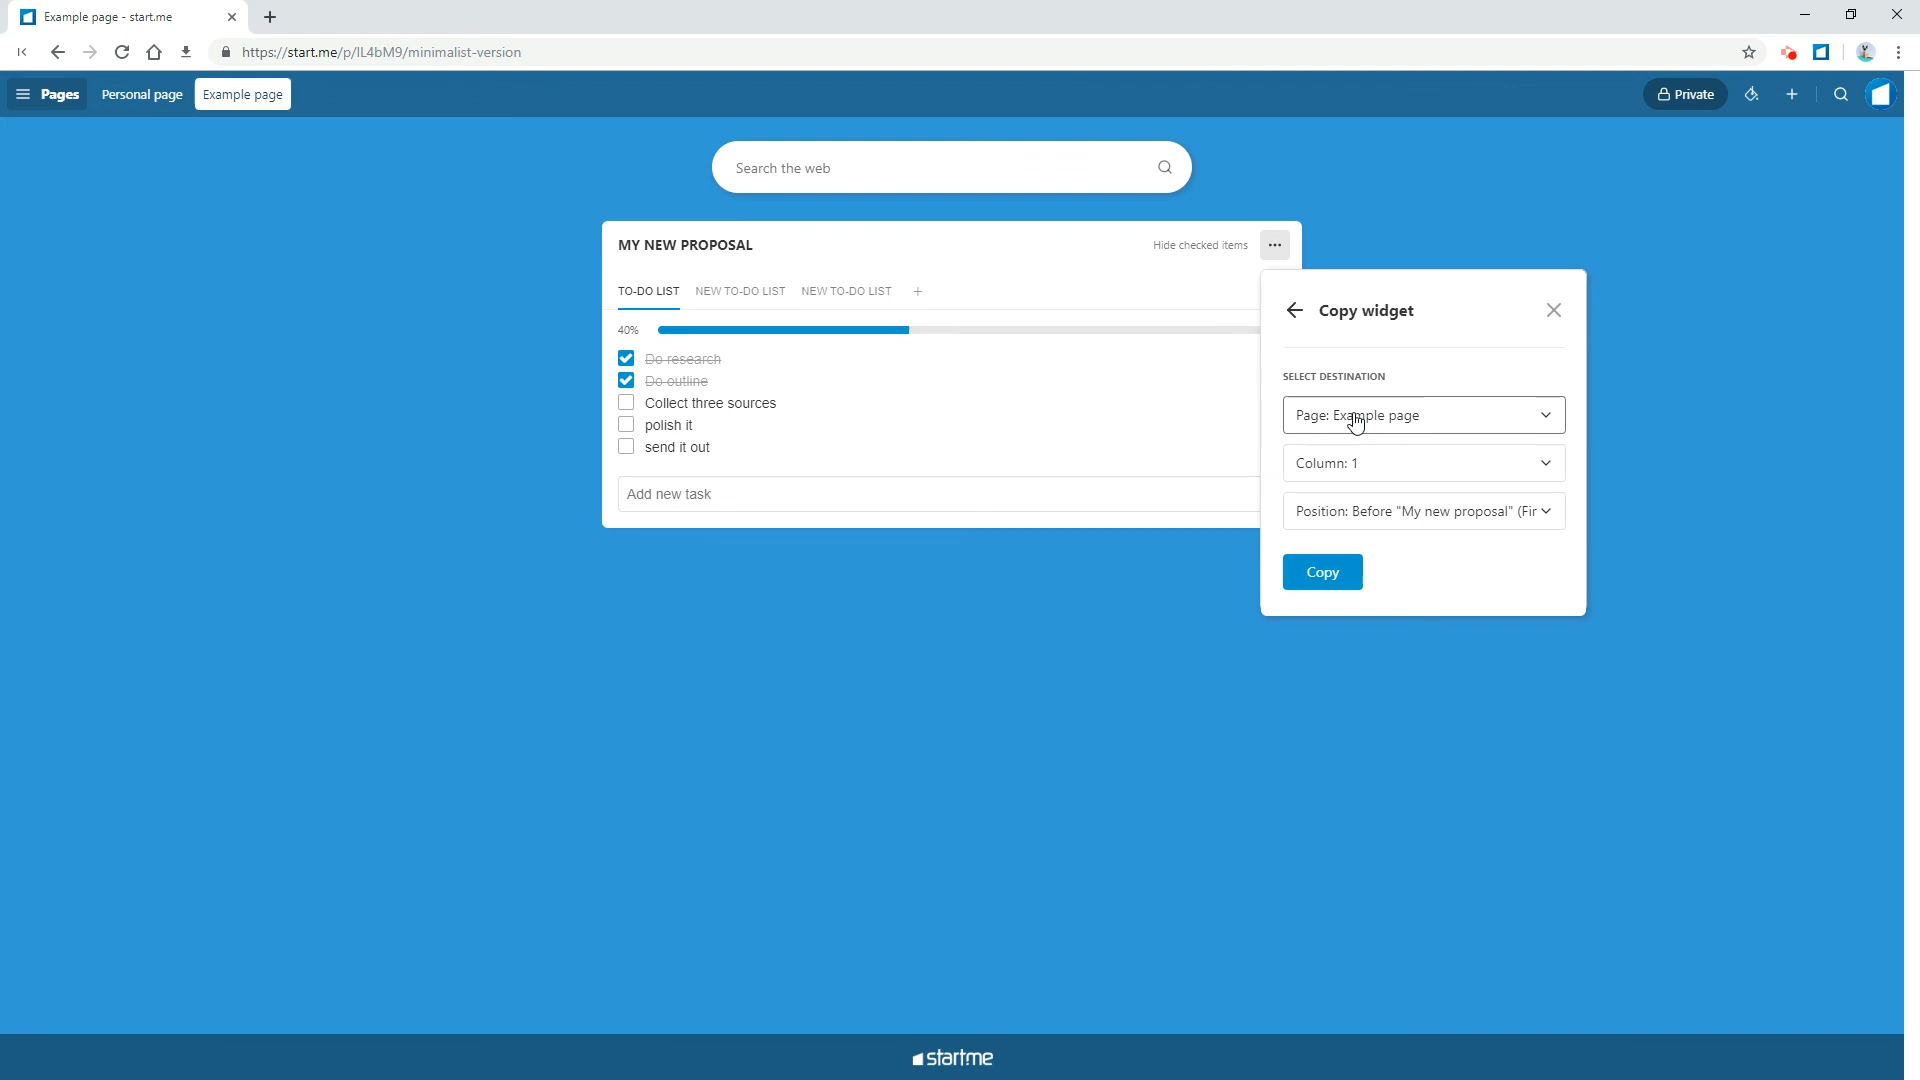 Example page - start.me
https://start.me/p/lL4bM9/minimalist-version
Pages
Personal page
Example page
Private
Search the web
MY NEW PROPOSAL
Hide checked items
TO-DO LIST
NEW TO-DO LIST
NEW TO-DO LIST
40%
Do research
Do outline
Collect three sources
polish it
send it out
Add new task
Copy widget
SELECT DESTINATION
Page: Example page
Column: 1
Position: Before "My new proposal" (Fir
Copy
start.me